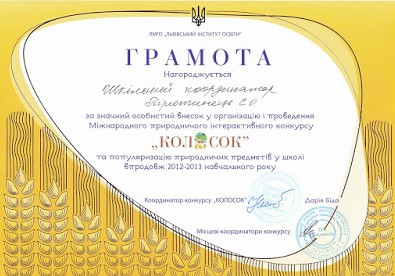 ЛМГО "ЛЬВІВСЬКИЙ ІНСТИТУТ ОСВІТИ"
ГРАМОТА
Нагороджується
Шкільний координатор
за значний особистий внесок у організацію і проведення
Міжнародного природничого інтерактивного конкурсу
„КОЛОСОК"
та популяризацію природничих предметів у школі
впродовж 2012-2013 навчального року
Координатор конкурсу „КОЛОСОК" Дарія Біда
Місцеві координатори конкурсу